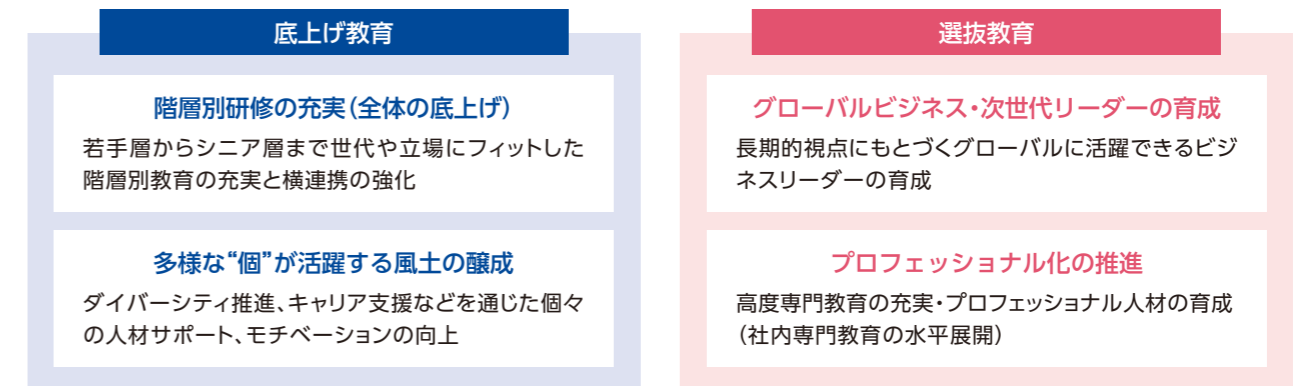 底上げ教育
階層別研修の充実（全体の底上げ）
若手層からシニア層まで世代や立場にフィットした
階層別教育の充実と横連携の強化
多様な“個”が活躍する風土の醸成
ダイバーシティ推進、キャリア支援などを通じた個々
の人材サポート、モチベーションの向上
選抜教育
グローバルビジネス・次世代リーダーの育成
長期的視点にもとづくグローバルに活躍できるビジ
ネスリーダーの育成
プロフェッショナル化の推進
高度専門教育の充実・プロフェッショナル人材の育成
（社内専門教育の水平展開）